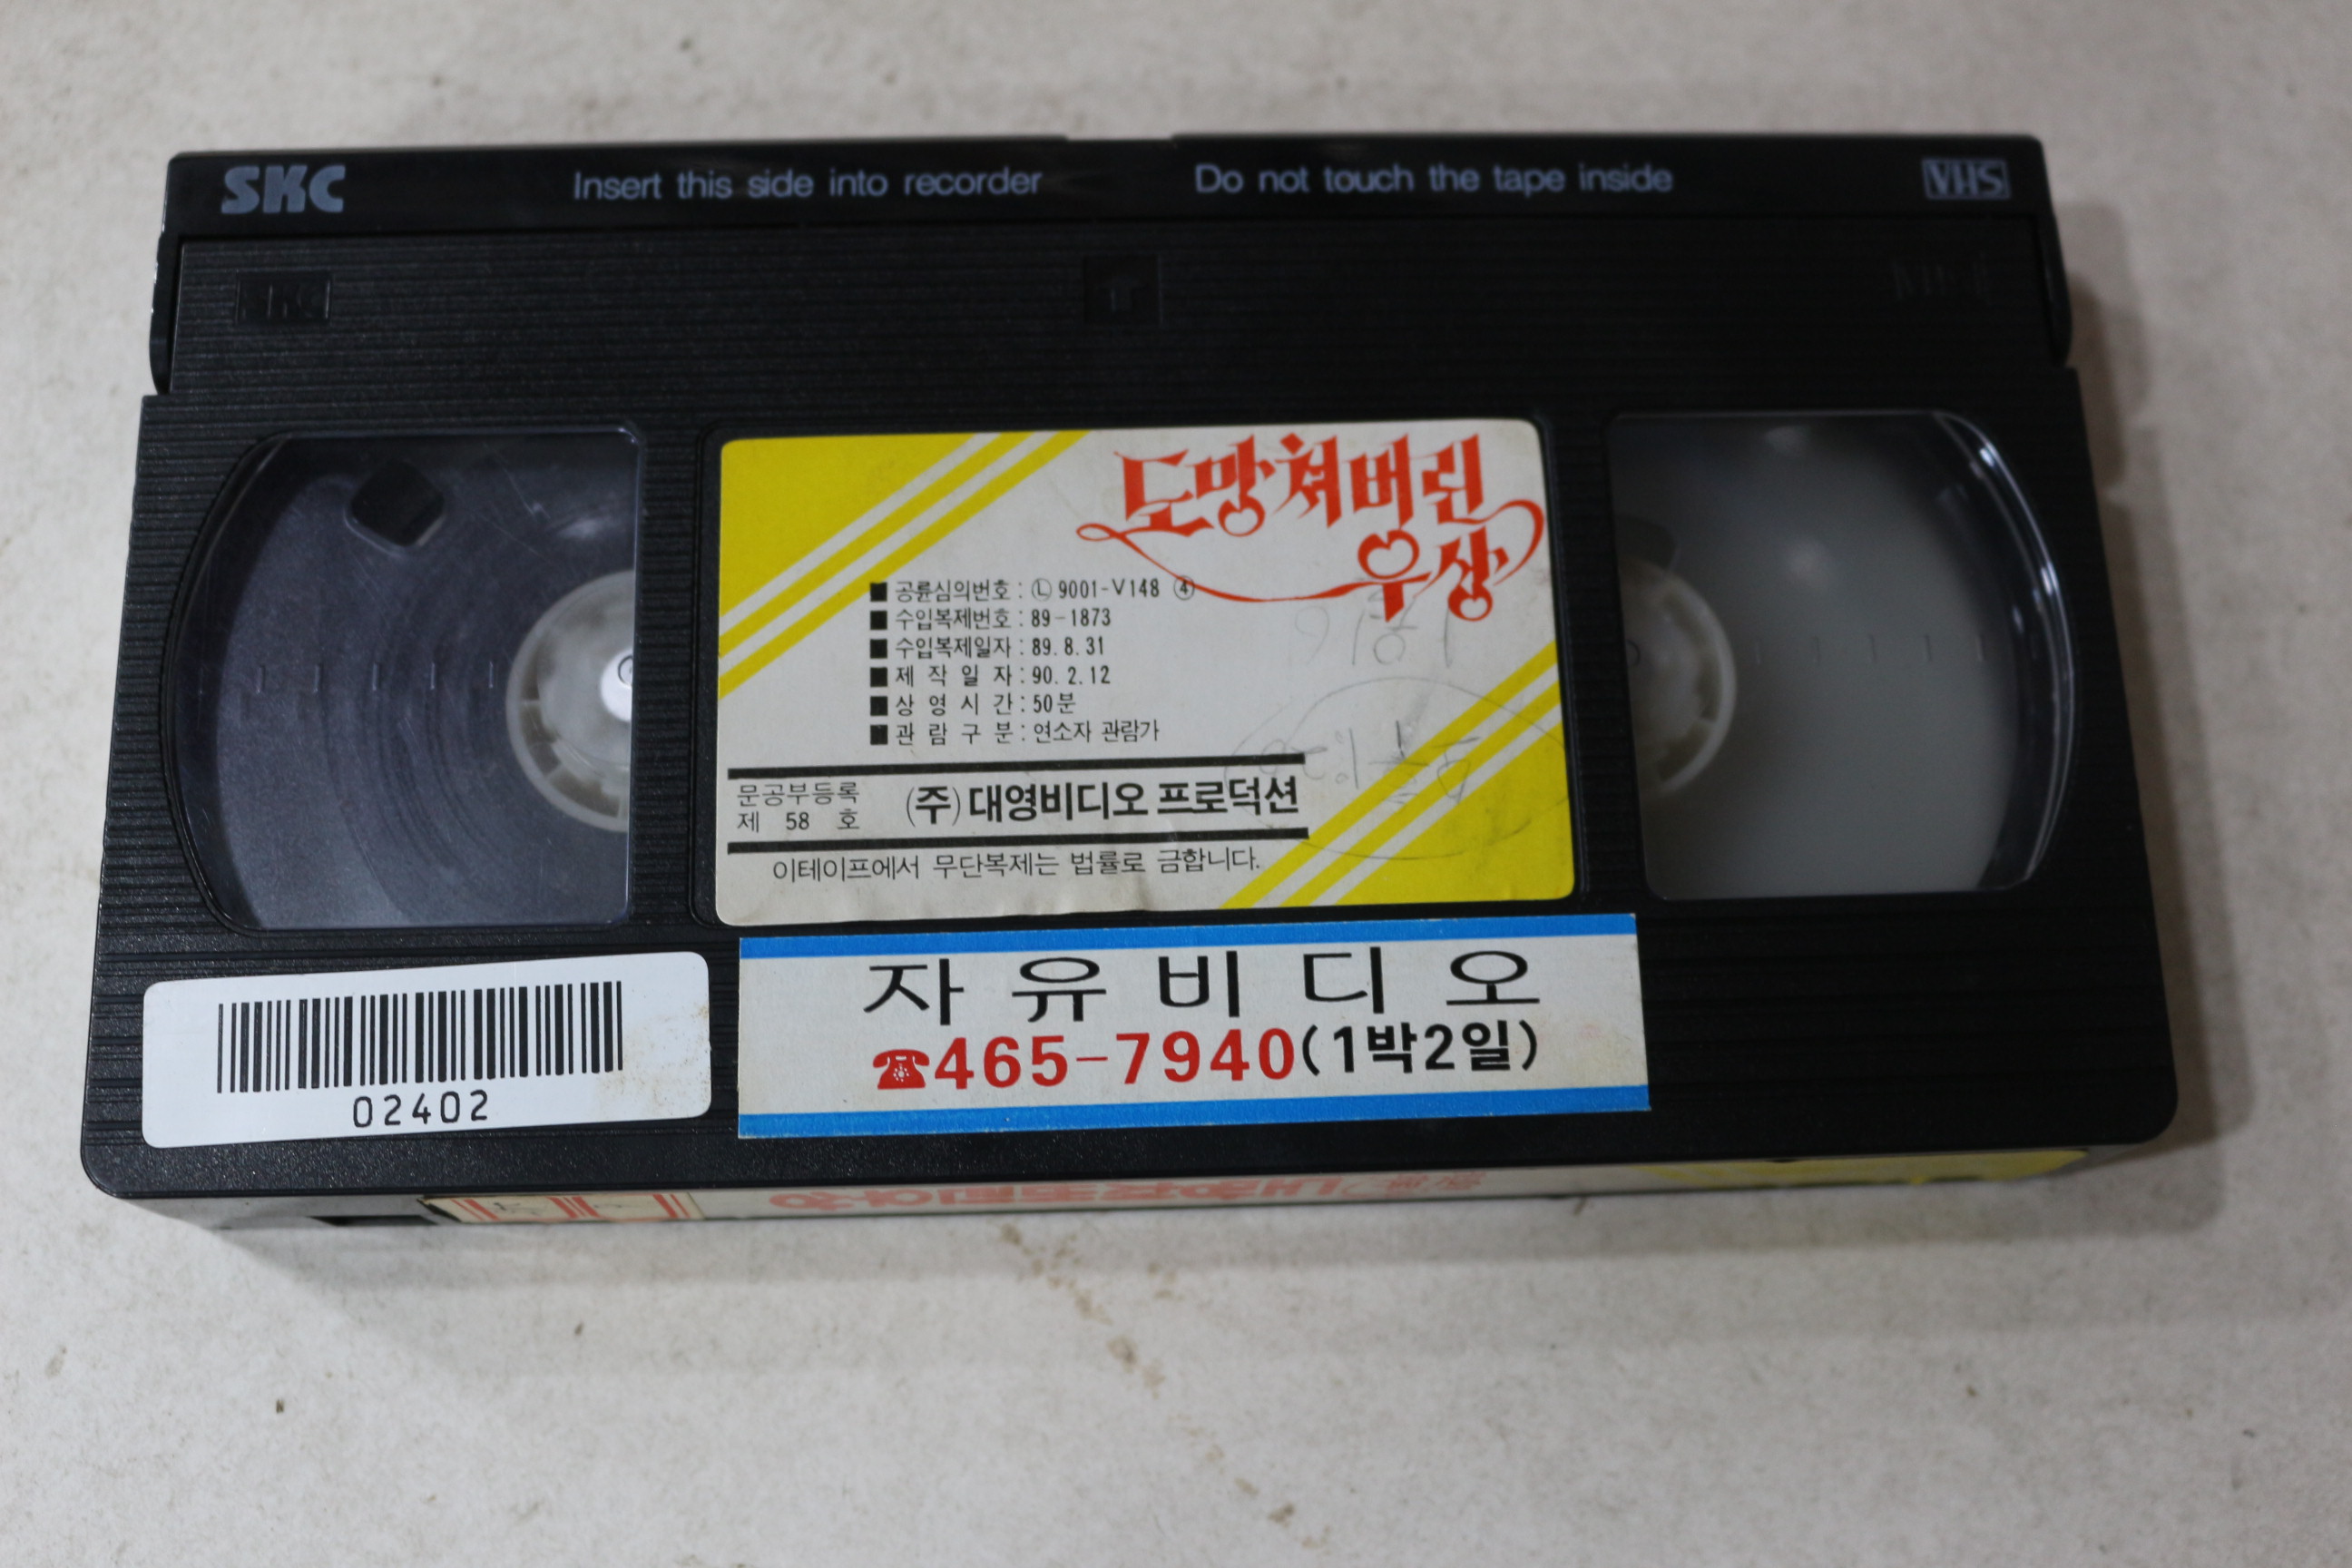 SKC Insert this side into recorder Do not touch the tape inside VHS
SKC
도망쳐버린
우상
■ 공륜심의번호 : Ⓛ 9001-V148 ④
■ 수입복제번호 : 89-1873
■ 수입복제일자 : 89. 8. 31
■ 제 작 일 자 : 90. 2. 12
■ 상 영 시 간 : 50분
■ 관 람 구 분 : 연소자 관람가
문공부등록
제 58 호
(주) 대영비디오 프로덕션
이테이프에서 무단복제는 법률로 금합니다.
자유비디오
☎465-7940(1박2일)
02402